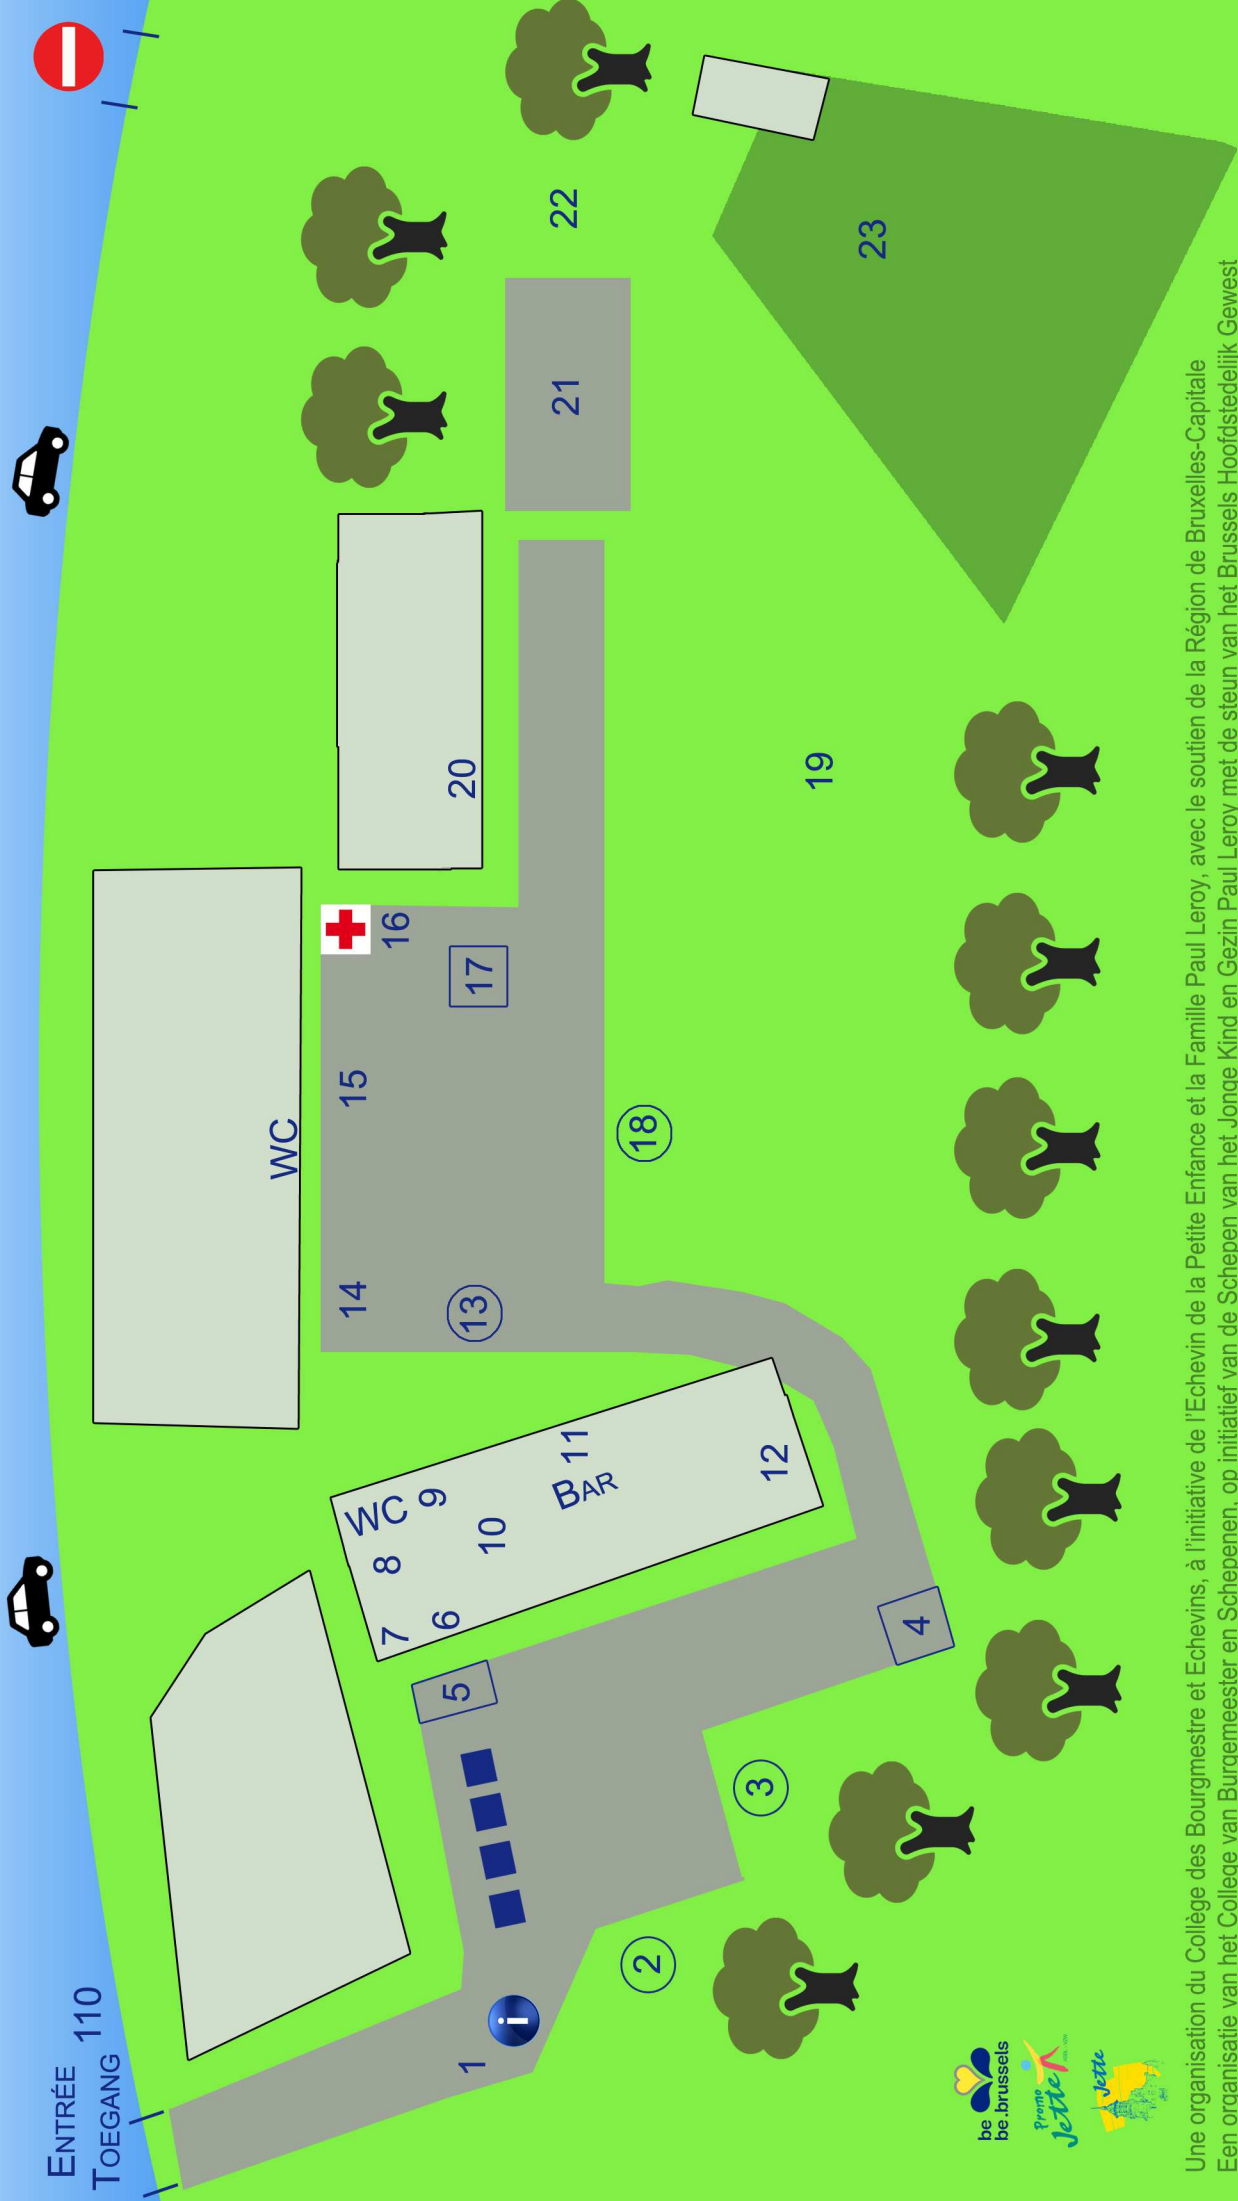 ENTRÉE
TOEGANG 110
1
i
2
3
4
5
6
7
8
WC
9
10
11
BAR
12
13
14
15
WC
16
17
18
19
20
21
22
23
be
be.brussels
Promo
Jette
Jette
Une organisation du Collège des Bourgmestre et Echevins, à l'initiative de l'Echevin de la Petite Enfance et la Famille Paul Leroy, avec le soutien de la Région de Bruxelles-Capitale
Een organisatie van het College van Burgemeester en Schepenen, op initiatief van de Schepen van het Jonge Kind en Gezin Paul Leroy met de steun van het Brussels Hoofdstedelijk Gewest